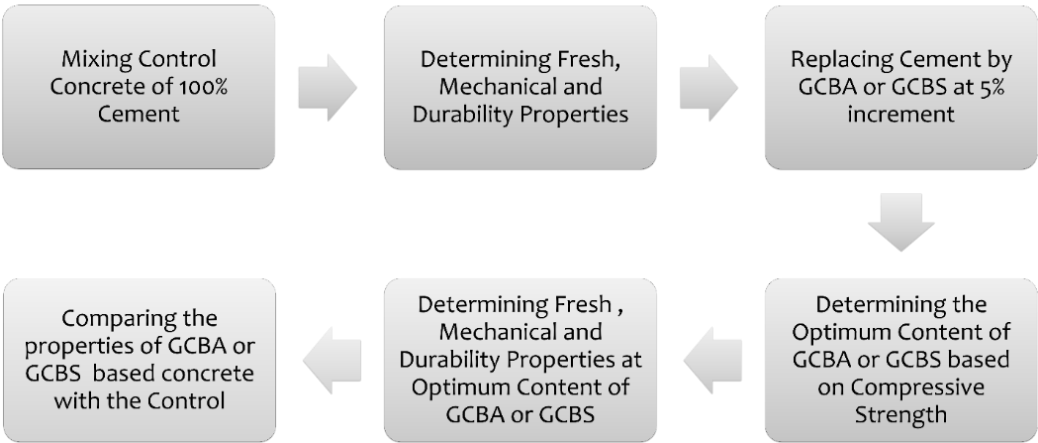 Mixing Control
Concrete of 100%
Cement
Determining Fresh,
Mechanical and
Durability Properties
Replacing Cement by
GCBA or GCBS at 5%
increment
Determining the
Optimum Content of
GCBA or GCBS based
on Compressive
Strength
Determining Fresh ,
Mechanical and
Durability Properties at
Optimum Content of
GCBA or GCBS
Comparing the
properties of GCBA or
GCBS  based concrete
with the Control